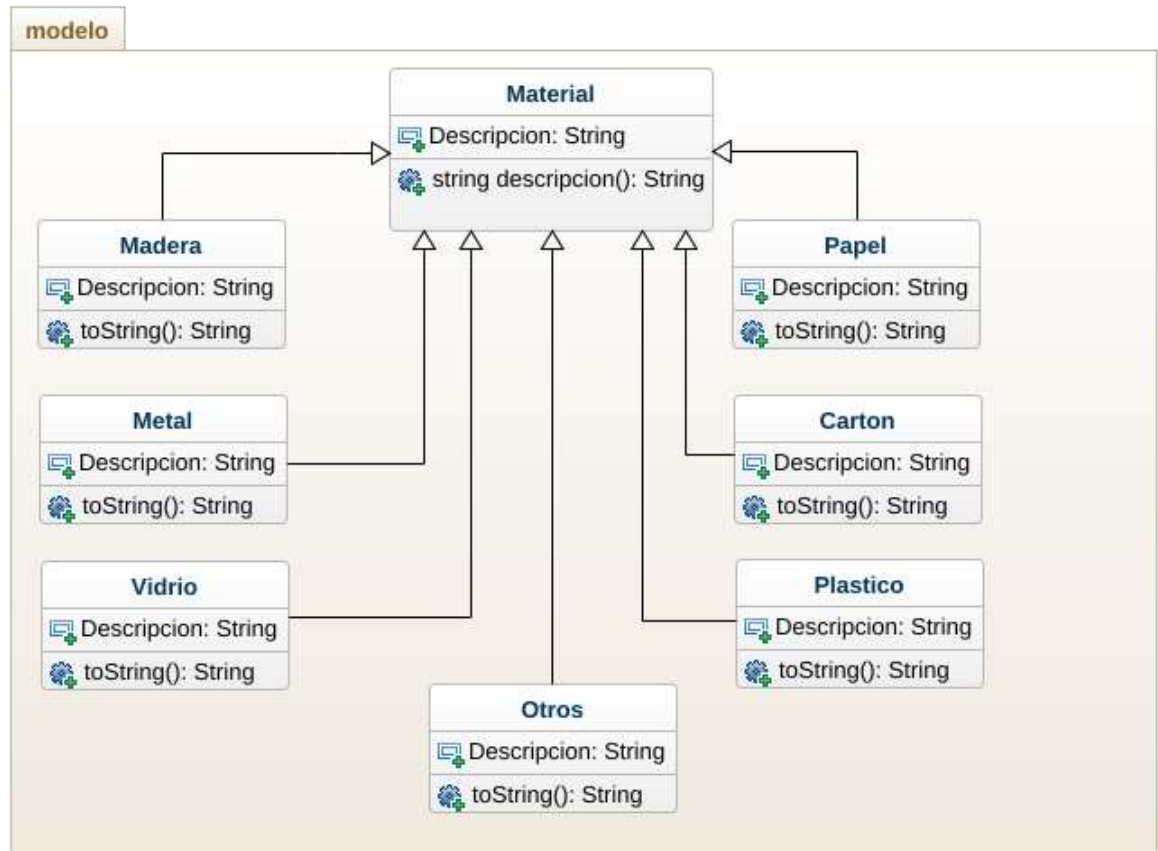 modelo
Material
Descripcion: String
string descripcion(): String
Madera
Descripcion: String
toString(): String
Papel
Descripcion: String
toString(): String
Metal
Descripcion: String
toString(): String
Carton
Descripcion: String
toString(): String
Vidrio
Descripcion: String
toString(): String
Plastico
Descripcion: String
toString(): String
Otros
Descripcion: String
toString(): String